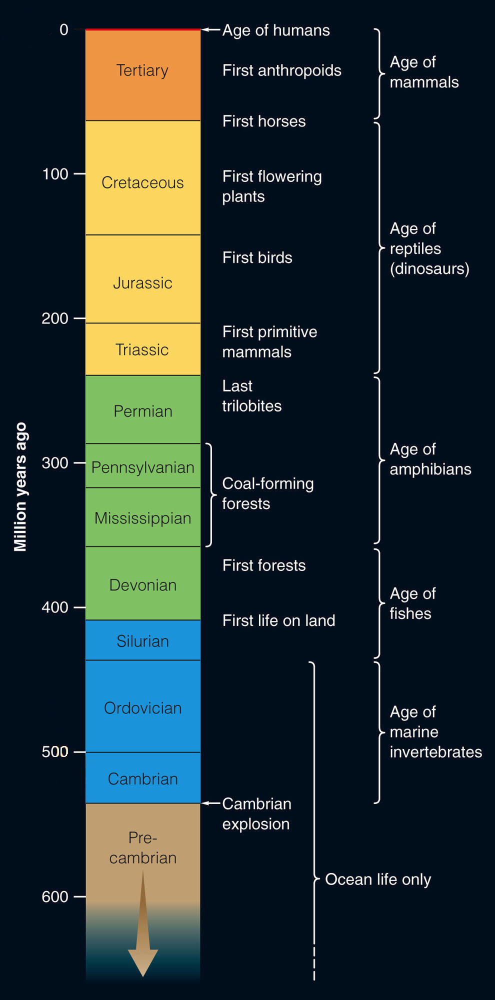 0
Age of humans
Tertiary
First anthropoids
Age of
mammals
First horses
100
Cretaceous
First flowering
plants
Age of
reptiles
(dinosaurs)
First birds
Jurassic
200
First primitive
mammals
Triassic
Last
trilobites
Permian
Million years ago
Age of
amphibians
300
Pennsylvanian
Coal-forming
forests
Mississippian
First forests
Devonian
Age of
fishes
400
First life on land
Silurian
Ordovician
Age of
marine
invertebrates
500
Cambrian
Cambrian
explosion
Pre-
cambrian
Ocean life only
600